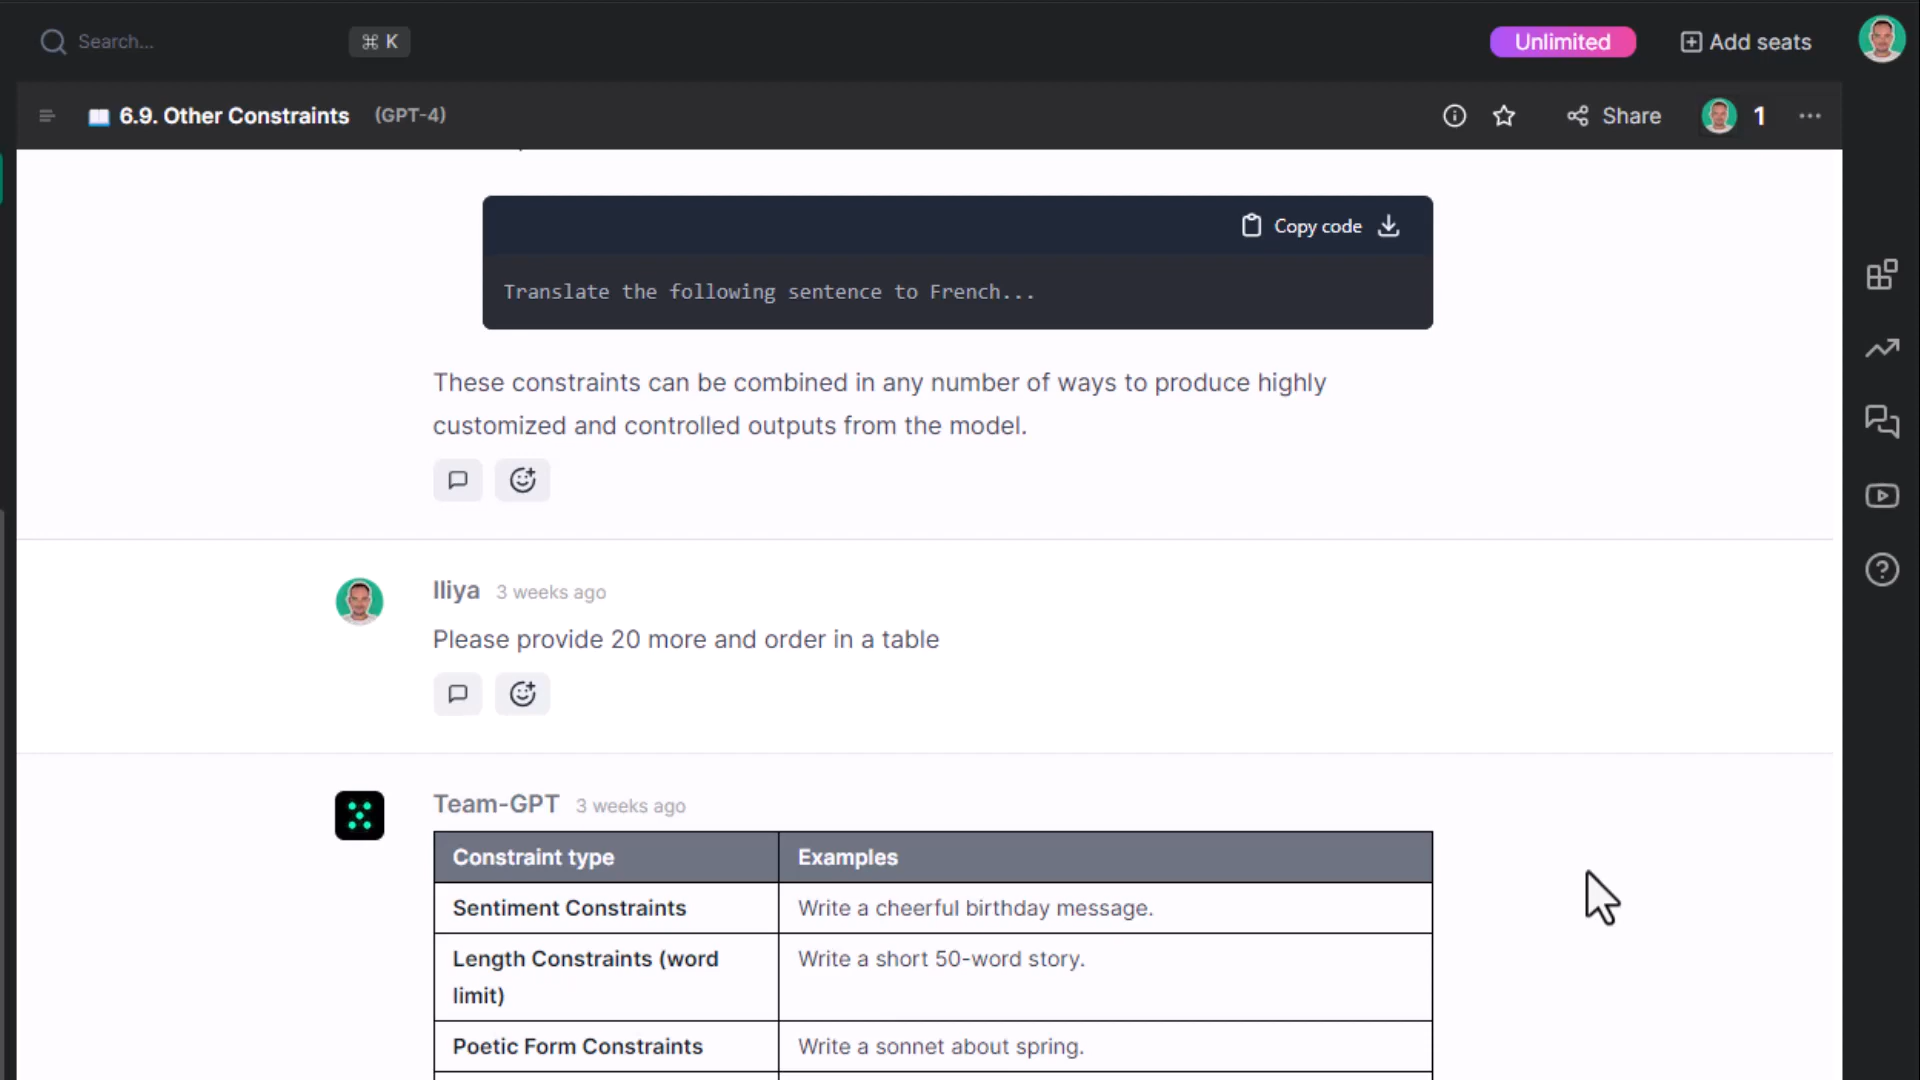 Search...
⌘ K
Unlimited
Add seats
6.9. Other Constraints (GPT-4)
Share
1
Copy code
Translate the following sentence to French...
These constraints can be combined in any number of ways to produce highly
customized and controlled outputs from the model.
Iliya 3 weeks ago
Please provide 20 more and order in a table
Team-GPT 3 weeks ago
Constraint type
Examples
Sentiment Constraints
Write a cheerful birthday message.
Length Constraints (word
limit)
Write a short 50-word story.
Poetic Form Constraints
Write a sonnet about spring.